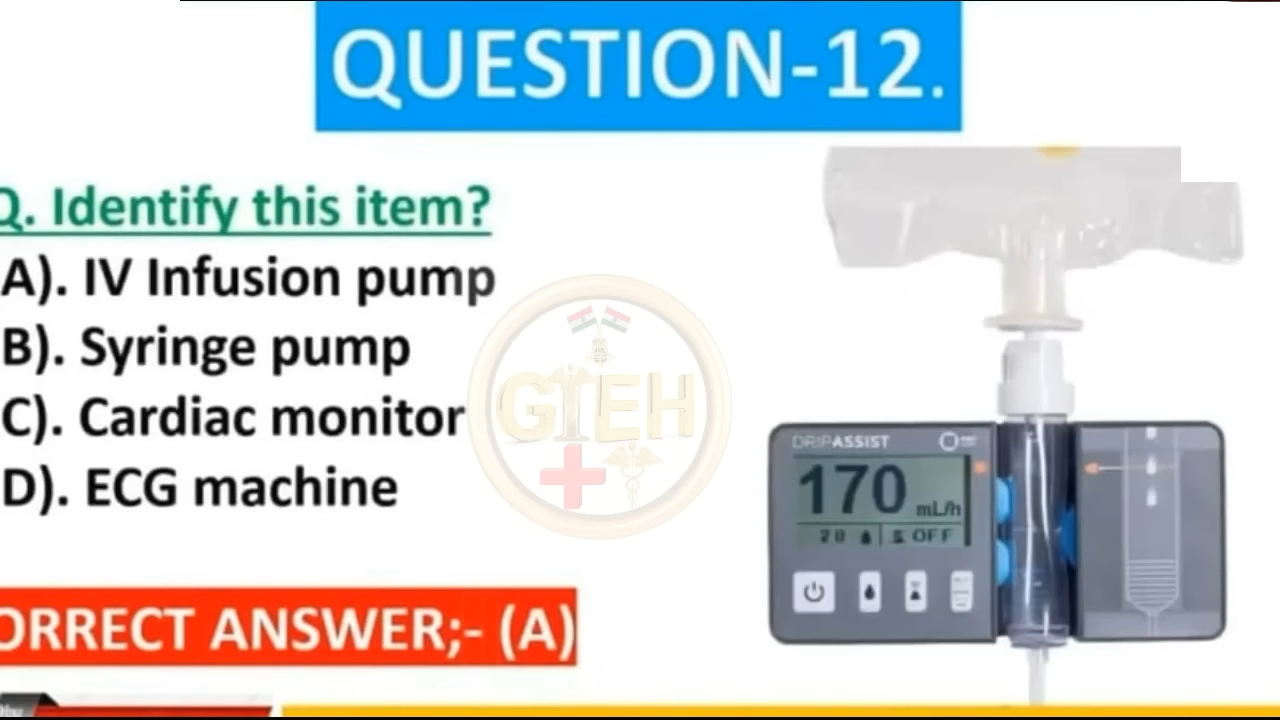 QUESTION-12.
Q. Identify this item?
A). IV Infusion pump
B). Syringe pump
C). Cardiac monitor
D). ECG machine
GTEH
DRIPASSIST
170 mL/h
20 OFF
ORRECT ANSWER;- (A)